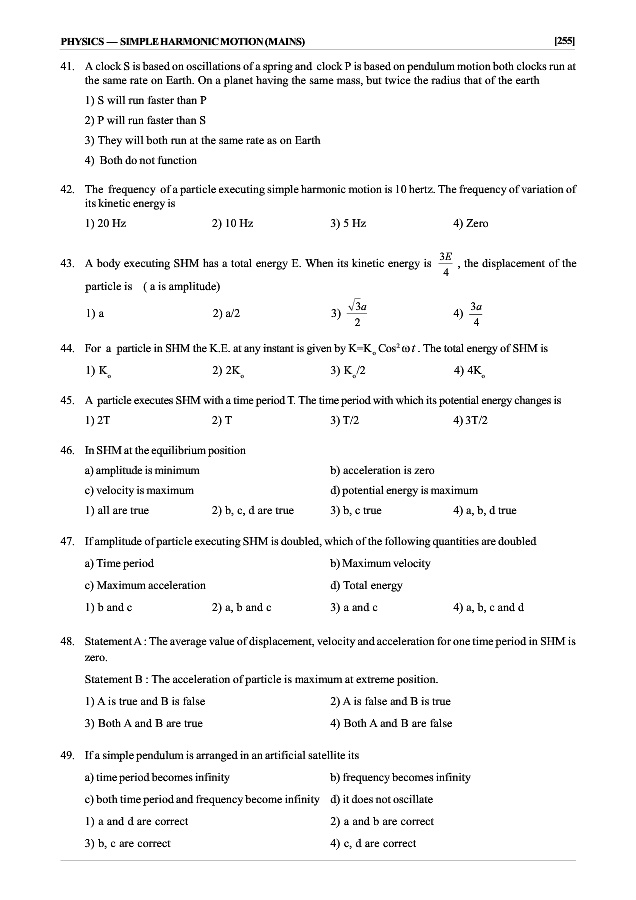 PHYSICS — SIMPLE HARMONIC MOTION (MAINS) [255]
41. A clock S is based on oscillations of a spring and clock P is based on pendulum motion both clocks run at
the same rate on Earth. On a planet having the same mass, but twice the radius that of the earth
1) S will run faster than P
2) P will run faster than S
3) They will both run at the same rate as on Earth
4) Both do not function
42. The frequency of a particle executing simple harmonic motion is 10 hertz. The frequency of variation of
its kinetic energy is
1) 20 Hz 2) 10 Hz 3) 5 Hz 4) Zero
43. A body executing SHM has a total energy E. When its kinetic energy is 3E/4 , the displacement of the
particle is ( a is amplitude)
1) a 2) a/2 3) √3a/2 4) 3a/4
44. For a particle in SHM the K.E. at any instant is given by K=K₀ Cos² ω t . The total energy of SHM is
1) K₀ 2) 2K₀ 3) K₀/2 4) 4K₀
45. A particle executes SHM with a time period T. The time period with which its potential energy changes is
1) 2T 2) T 3) T/2 4) 3T/2
46. In SHM at the equilibrium position
a) amplitude is minimum b) acceleration is zero
c) velocity is maximum d) potential energy is maximum
1) all are true 2) b, c, d are true 3) b, c true 4) a, b, d true
47. If amplitude of particle executing SHM is doubled, which of the following quantities are doubled
a) Time period b) Maximum velocity
c) Maximum acceleration d) Total energy
1) b and c 2) a, b and c 3) a and c 4) a, b, c and d
48. Statement A : The average value of displacement, velocity and acceleration for one time period in SHM is
zero.
Statement B : The acceleration of particle is maximum at extreme position.
1) A is true and B is false 2) A is false and B is true
3) Both A and B are true 4) Both A and B are false
49. If a simple pendulum is arranged in an artificial satellite its
a) time period becomes infinity b) frequency becomes infinity
c) both time period and frequency become infinity d) it does not oscillate
1) a and d are correct 2) a and b are correct
3) b, c are correct 4) c, d are correct